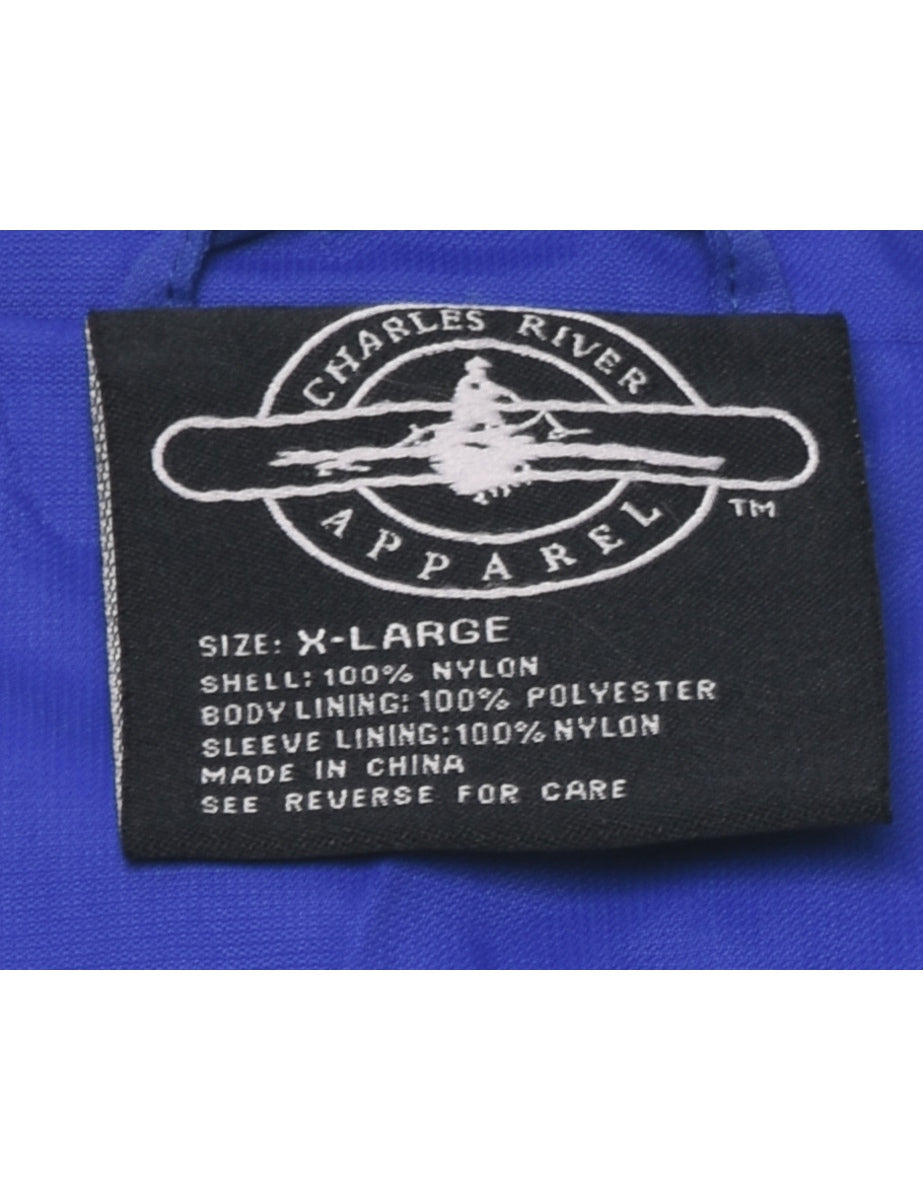 CHARLES RIVER
APPAREL
TM
SIZE: X-LARGE
SHELL: 100% NYLON
BODY LINING: 100% POLYESTER
SLEEVE LINING: 100% NYLON
MADE IN CHINA
SEE REVERSE FOR CARE